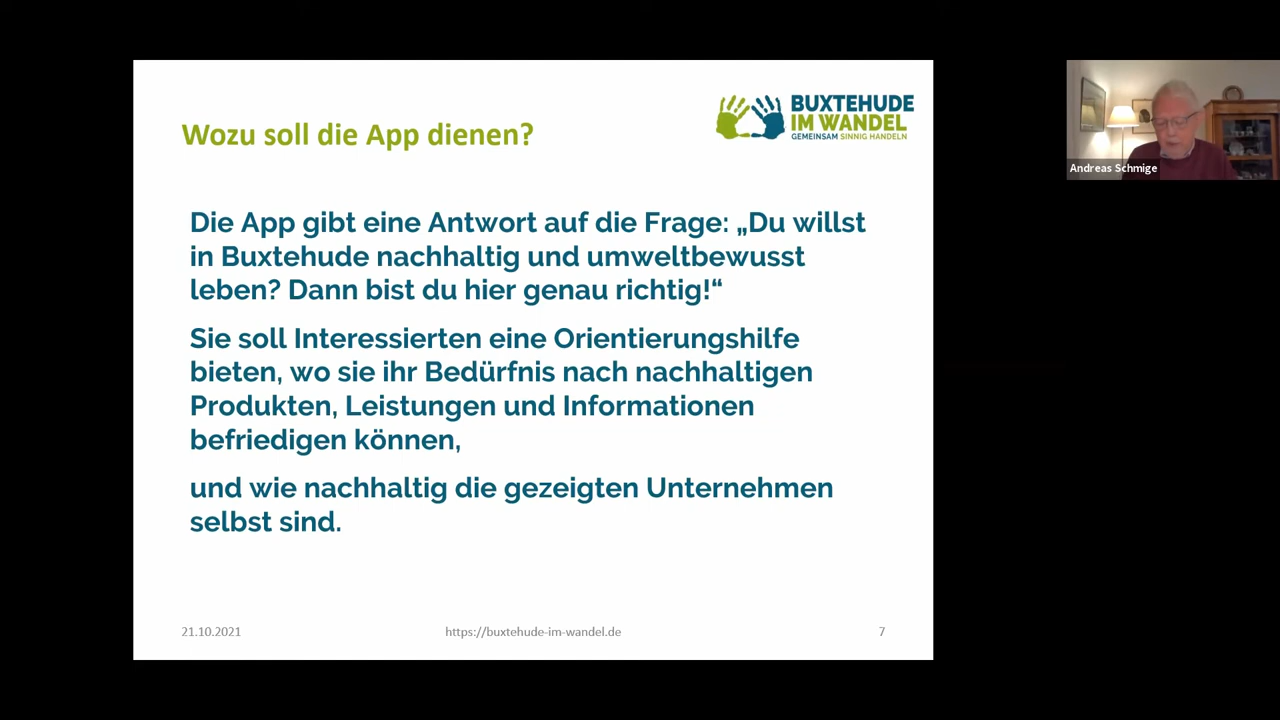 Wozu soll die App dienen?
BUXTEHUDE
IM WANDEL
GEMEINSAM SINNIG HANDELN
Die App gibt eine Antwort auf die Frage: „Du willst
in Buxtehude nachhaltig und umweltbewusst
leben? Dann bist du hier genau richtig!“
Sie soll Interessierten eine Orientierungshilfe
bieten, wo sie ihr Bedürfnis nach nachhaltigen
Produkten, Leistungen und Informationen
befriedigen können,
und wie nachhaltig die gezeigten Unternehmen
selbst sind.
21.10.2021
https://buxtehude-im-wandel.de
7
Andreas Schmige